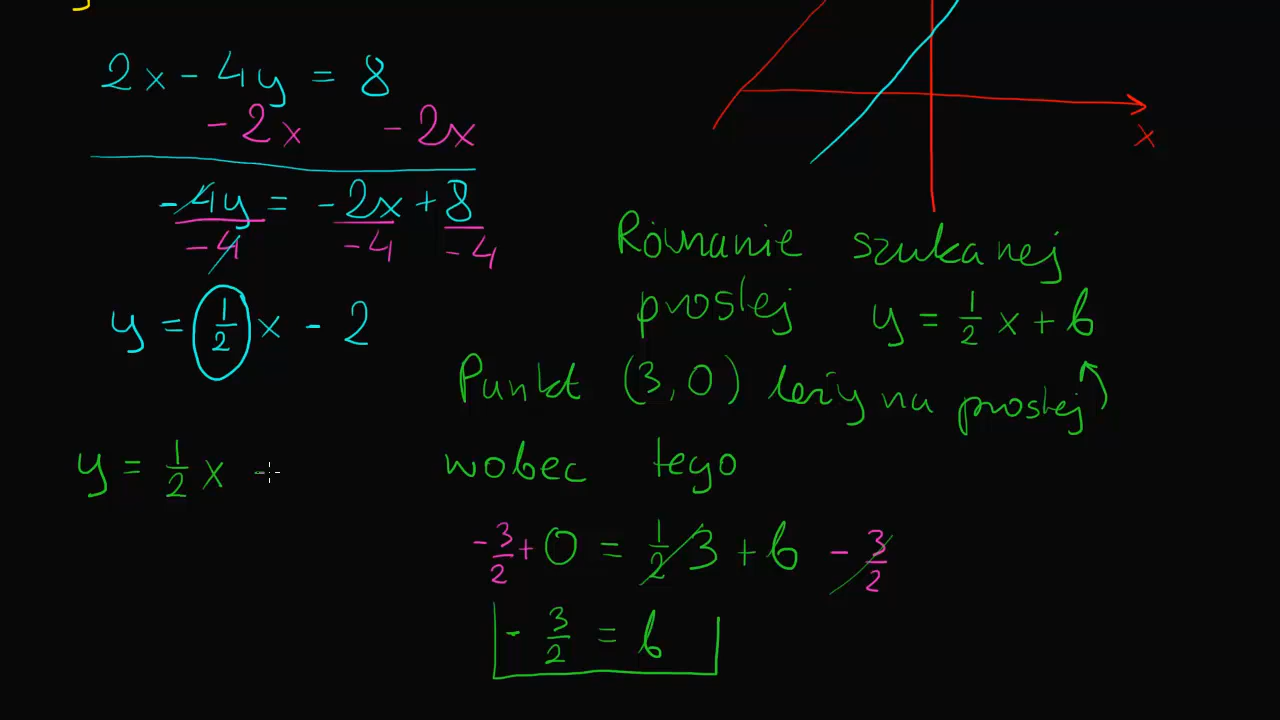 2x - 4y = 8
- 2x - 2x
-4y = -2x + 8
-4 -4 -4
y = 1/2 x - 2
x
Równanie szukanej
prostej y = 1/2 x + b
Punkt (3,0) leży na prostej
wobec tego
y = 1/2 x -
-3/2 + 0 = 1/2 3 + b - 3/2
- 3/2 = b